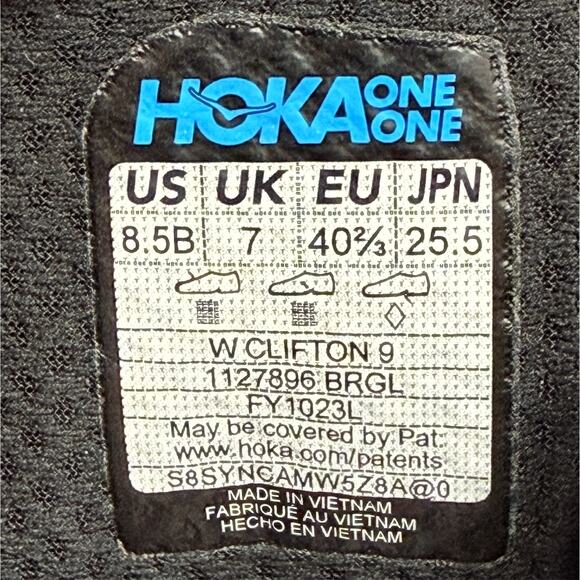 HOKA ONE ONE
US UK EU JPN
8.5B 7 40⅔ 25.5
W CLIFTON 9
1127896 BRGL
FY1023L
May be covered by Pat:
www.hoka.com/patents
S8SYNCAMW5Z8A@0
MADE IN VIETNAM
FABRIQUÉ AU VIETNAM
HECHO EN VIETNAM